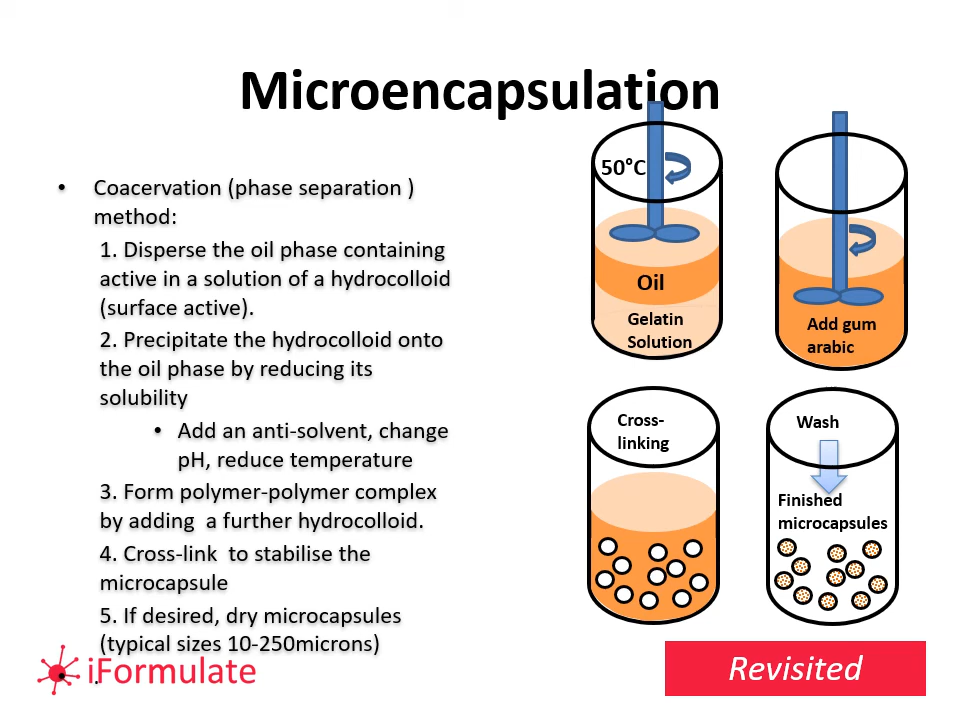 Microencapsulation
• Coacervation (phase separation )
method:
1. Disperse the oil phase containing
active in a solution of a hydrocolloid
(surface active).
2. Precipitate the hydrocolloid onto
the oil phase by reducing its
solubility
• Add an anti-solvent, change
pH, reduce temperature
3. Form polymer-polymer complex
by adding a further hydrocolloid.
4. Cross-link to stabilise the
microcapsule
5. If desired, dry microcapsules
(typical sizes 10-250microns)
• .
50°C
Oil
Gelatin
Solution
Add gum
arabic
Cross-
linking
Wash
Finished
microcapsules
iFormulate
Revisited